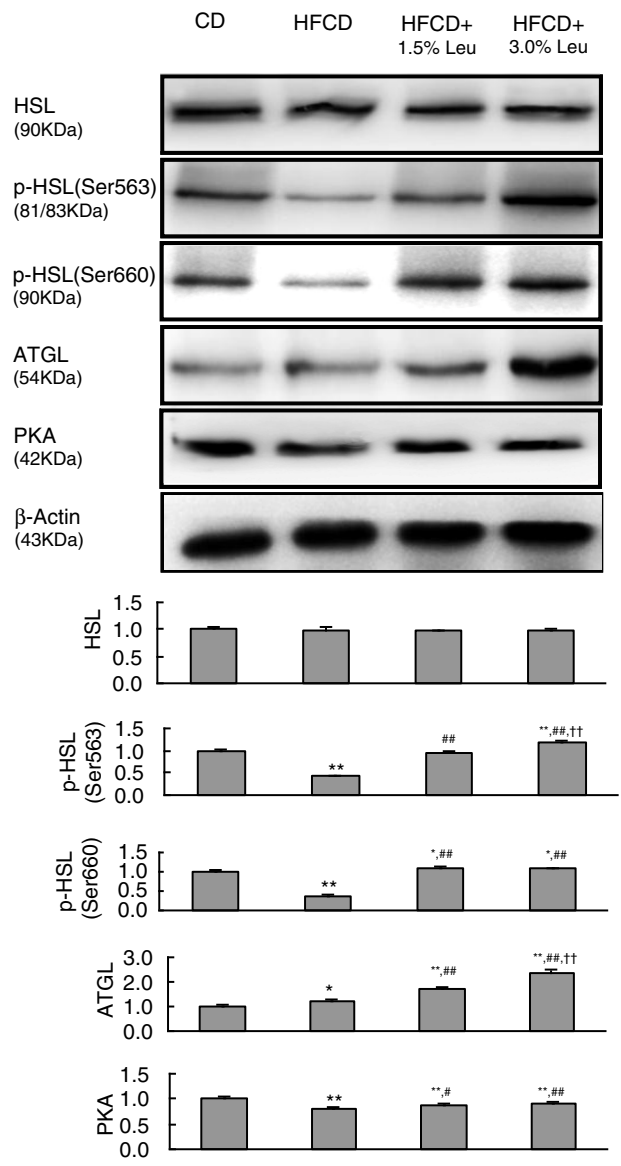 CD HFCD HFCD+ 1.5% Leu HFCD+ 3.0% Leu
HSL
(90KDa)
p-HSL(Ser563)
(81/83KDa)
p-HSL(Ser660)
(90KDa)
ATGL
(54KDa)
PKA
(42KDa)
β-Actin
(43KDa)
HSL
1.5
1.0
0.5
0.0
p-HSL
(Ser563)
1.5
1.0
0.5
0.0
**
##
**,##,††
p-HSL
(Ser660)
1.5
1.0
0.5
0.0
**
*,##
*,##
ATGL
3.0
2.0
1.0
0.0
*
**,##
**,##,††
PKA
1.5
1.0
0.5
0.0
**
**,#
**,##